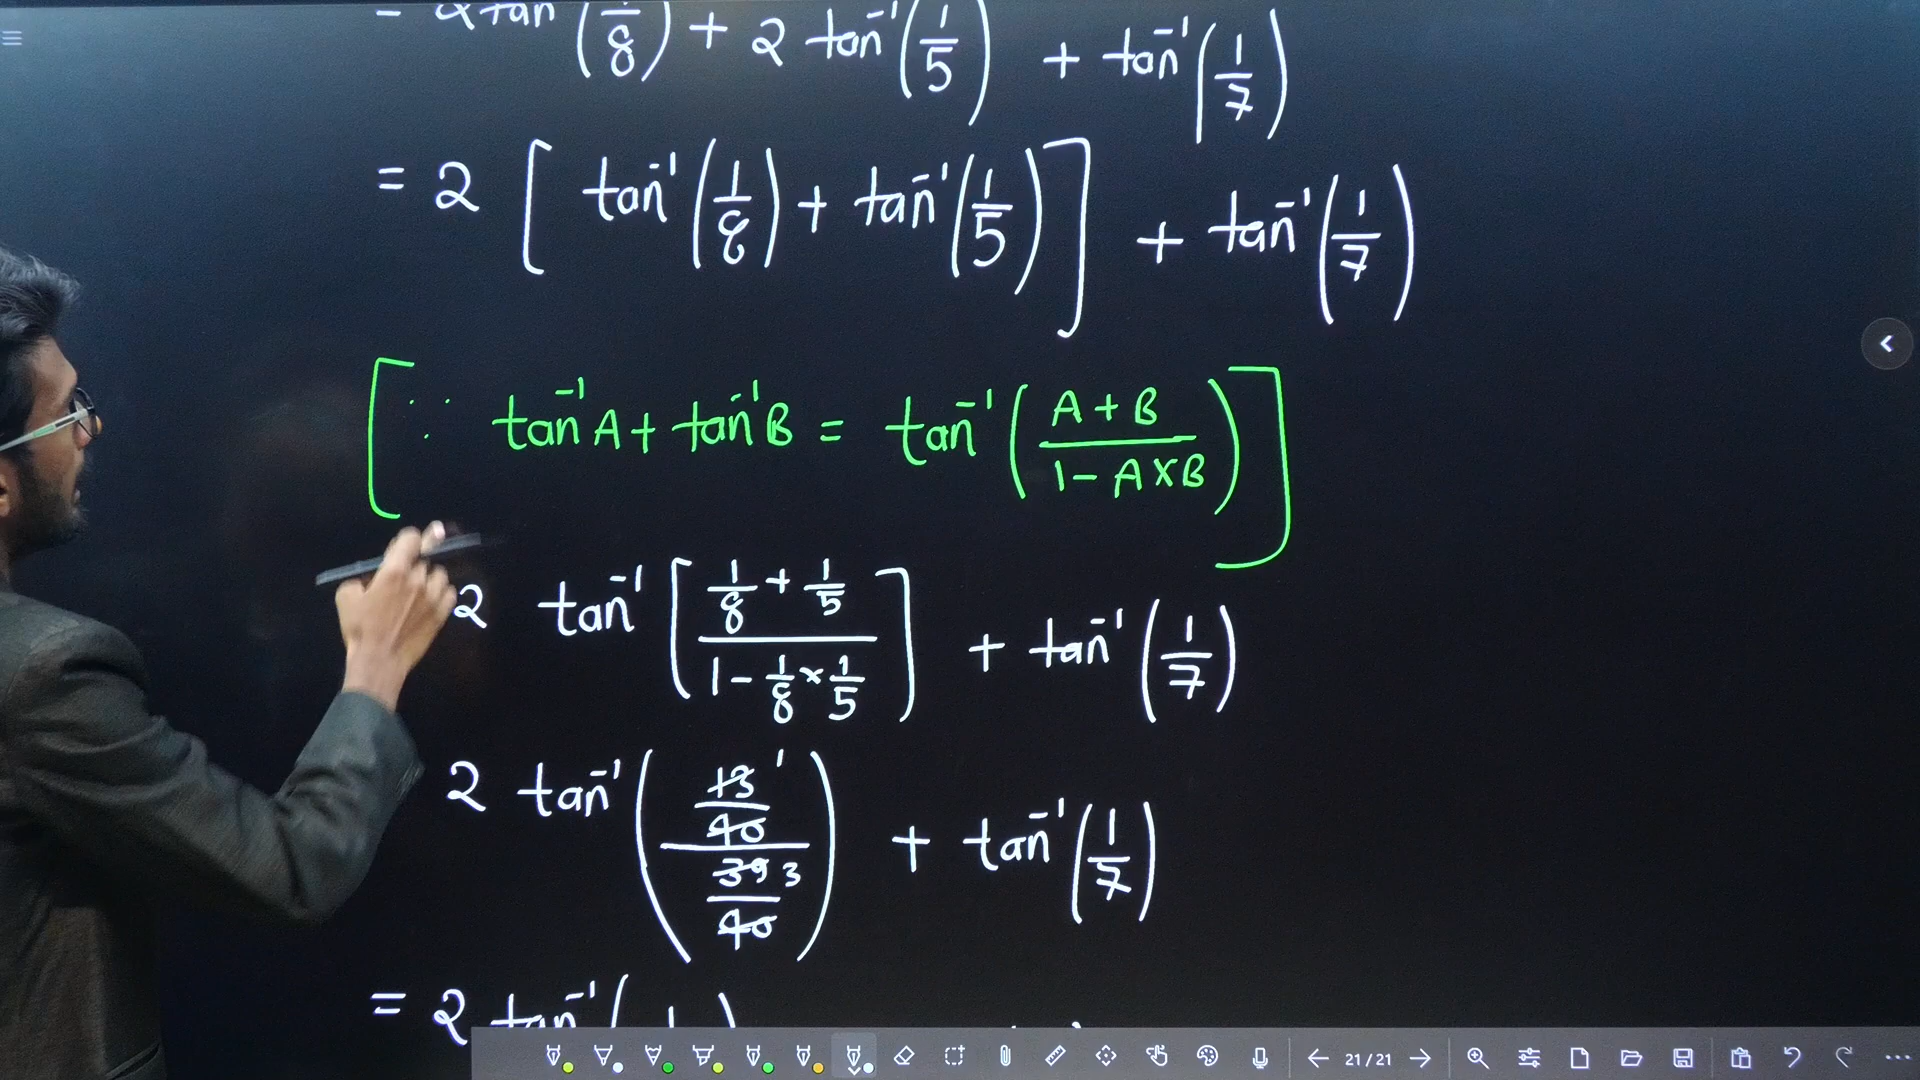 = 2 tan⁻¹(1/8) + 2 tan⁻¹(1/5) + tan⁻¹(1/7)
= 2 [ tan⁻¹(1/8) + tan⁻¹(1/5) ] + tan⁻¹(1/7)
[ ∵ tan⁻¹A + tan⁻¹B = tan⁻¹( (A + B) / (1 - A×B) ) ]
2 tan⁻¹[ (1/8 + 1/5) / (1 - 1/8 × 1/5) ] + tan⁻¹(1/7)
2 tan⁻¹( (13/40) 1 / (39/40) 3 ) + tan⁻¹(1/7)
= 2 tan⁻¹(
21 / 21